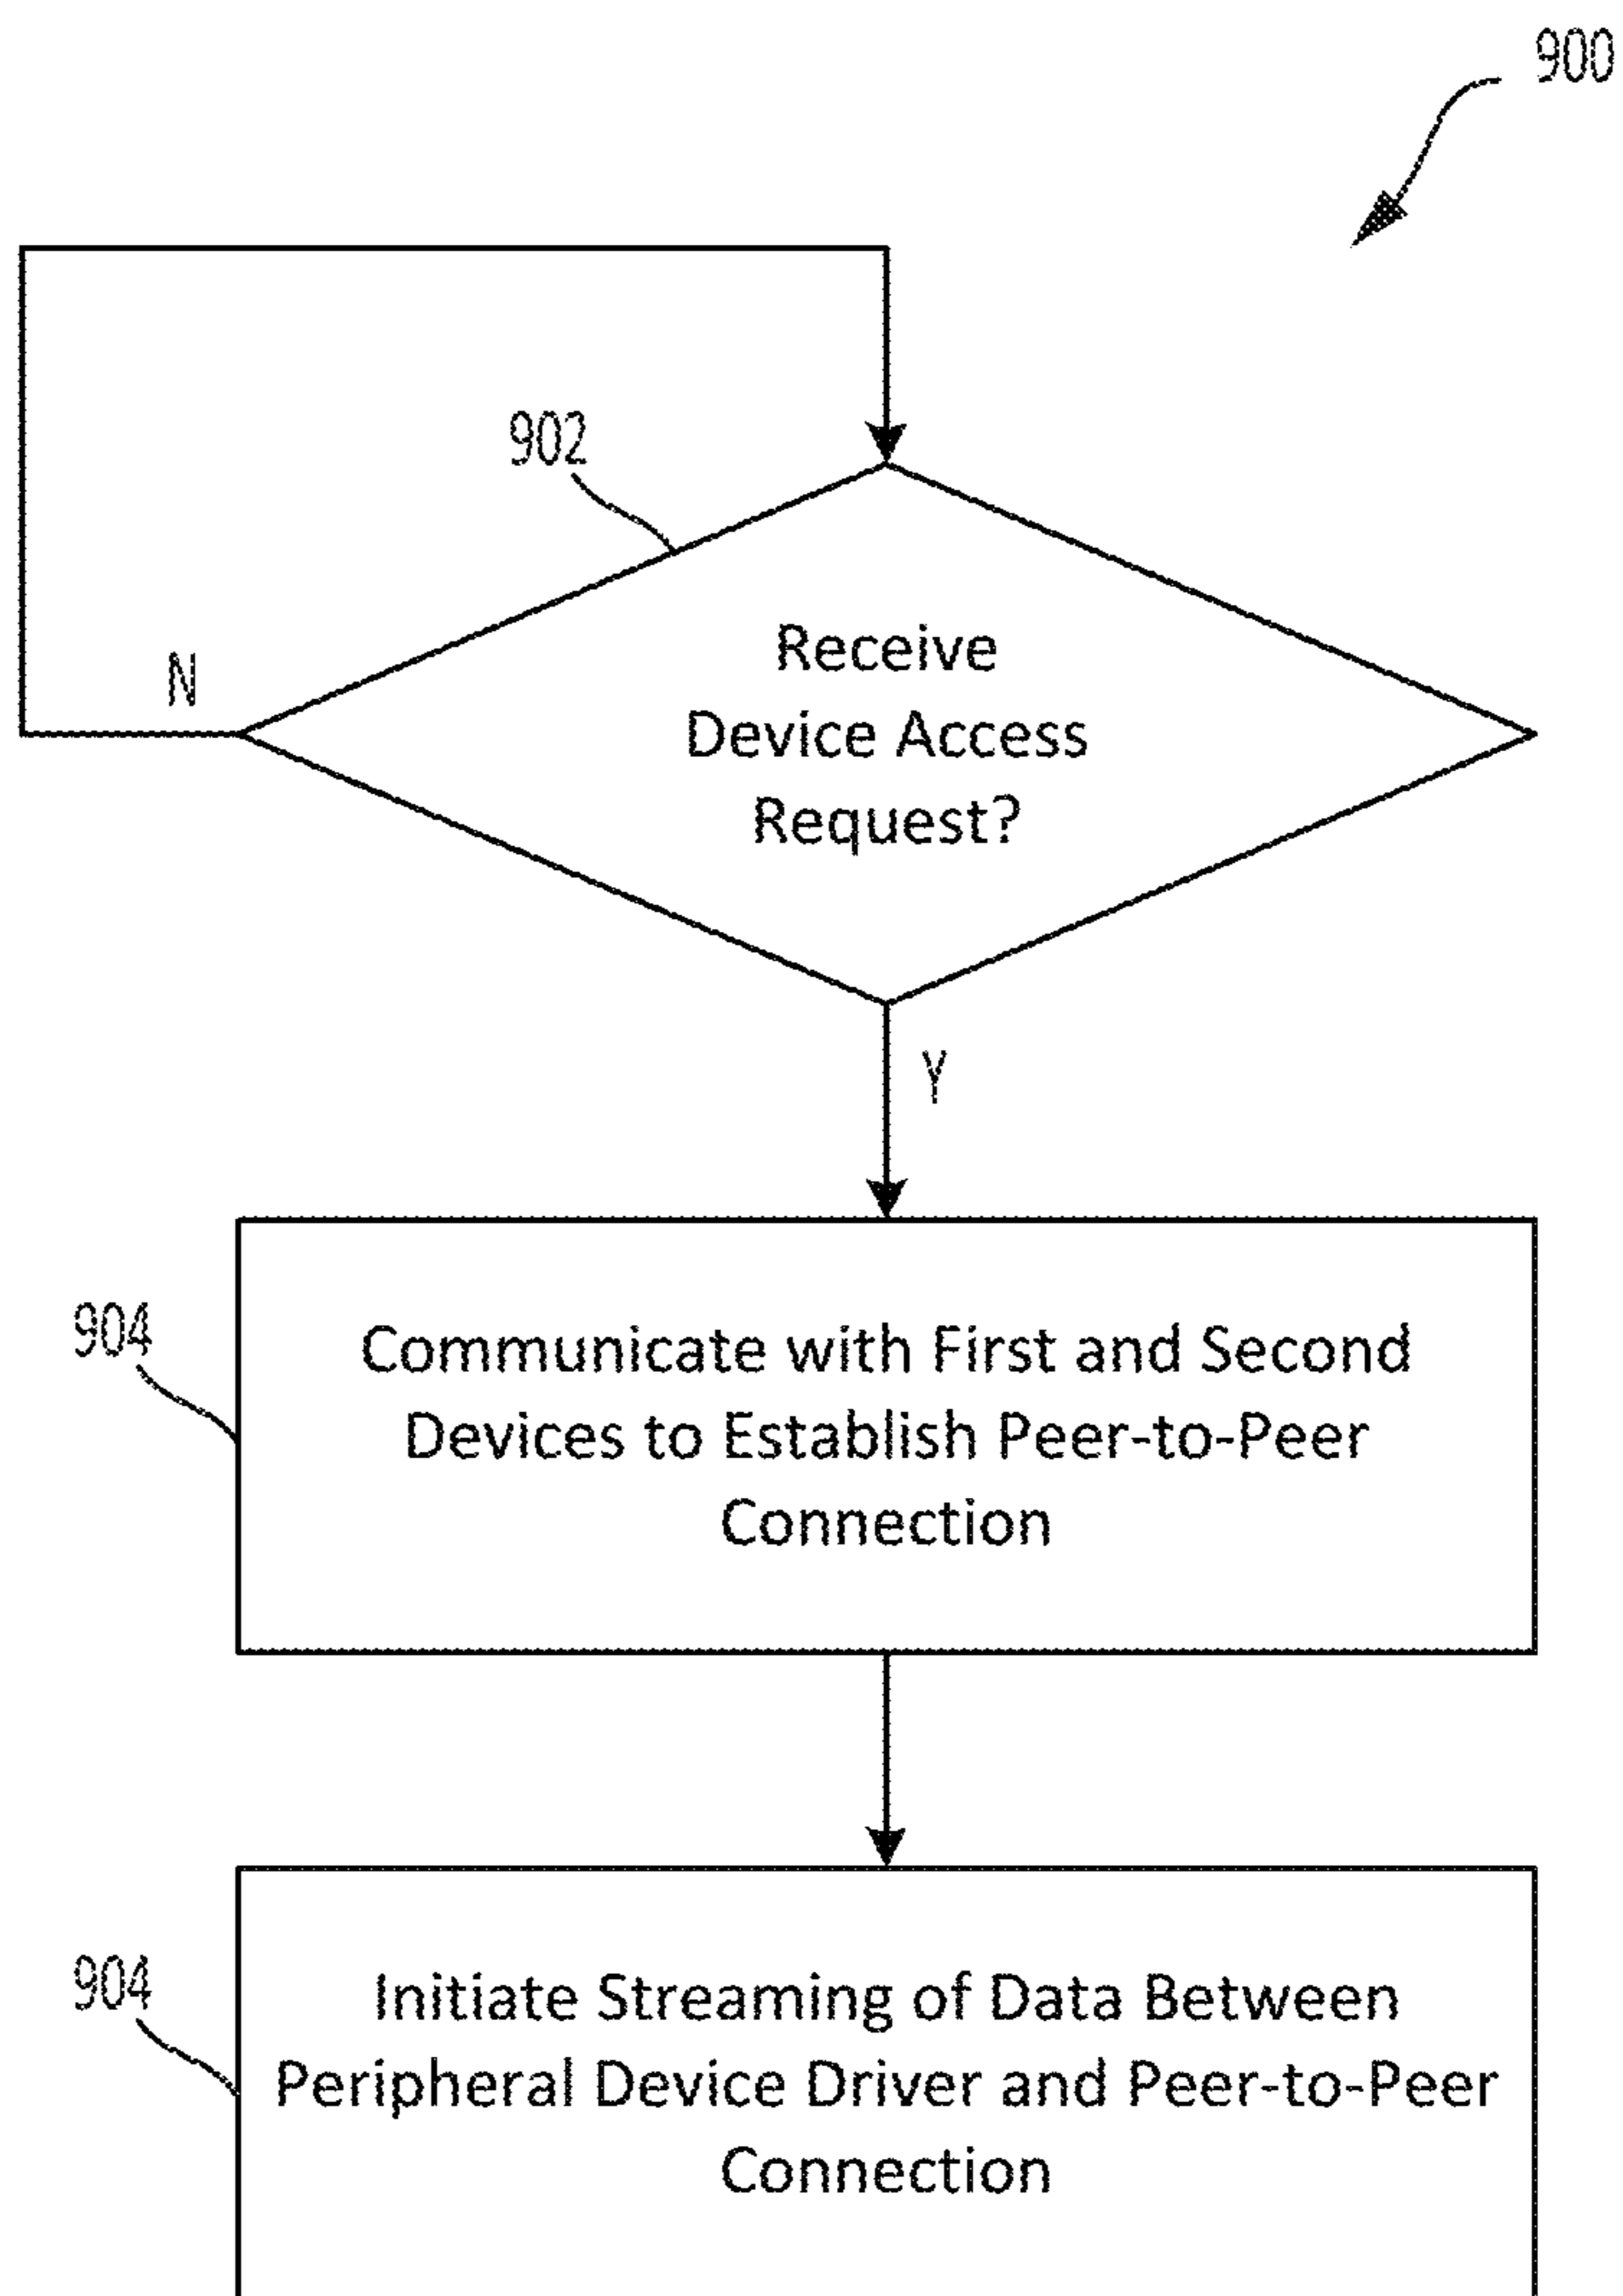 900
902
Receive
Device Access
Request?
N
Y
904
Communicate with First and Second
Devices to Establish Peer-to-Peer
Connection
904
Initiate Streaming of Data Between
Peripheral Device Driver and Peer-to-Peer
Connection